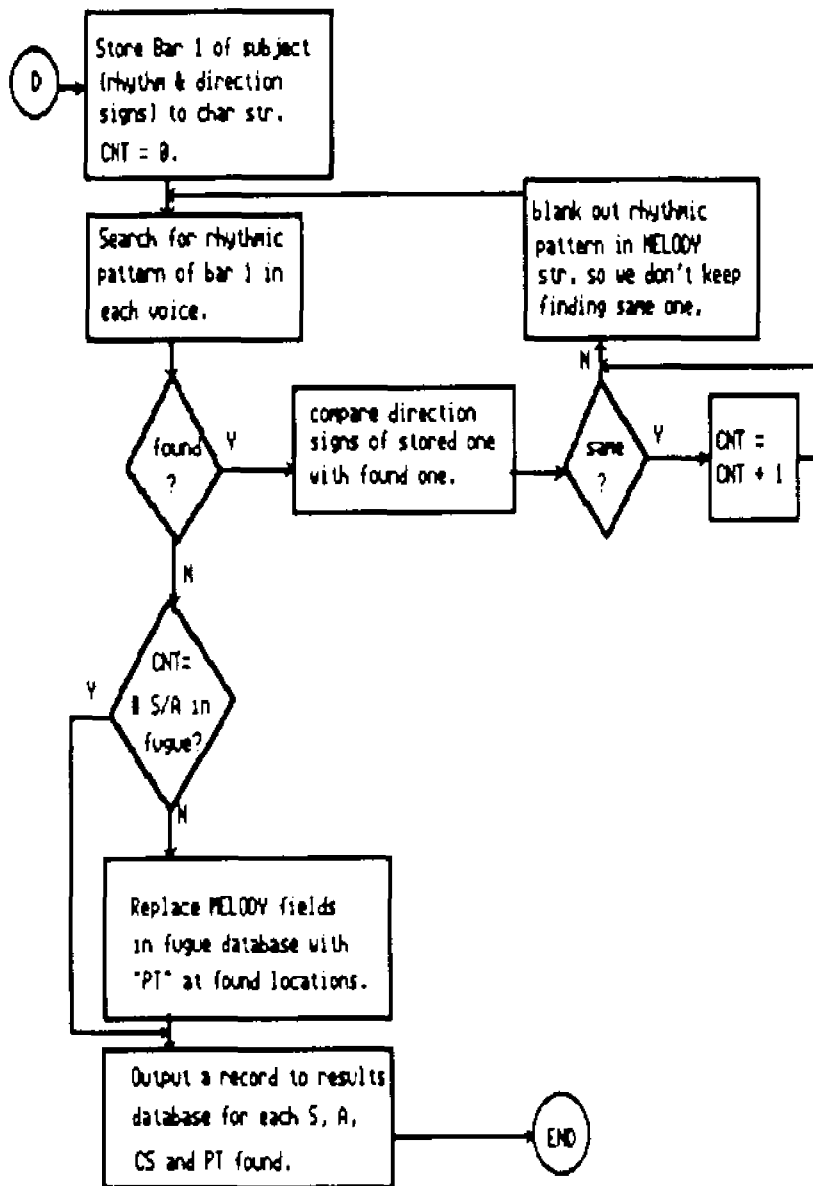 D
Store Bar 1 of subject
(rhythm & direction
signs) to char str.
CNT = 0.
Search for rhythmic
pattern of bar 1 in
each voice.
blank out rhythmic
pattern in MELODY
str. so we don't keep
finding same one.
found
?
Y
compare direction
signs of stored one
with found one.
N
same
?
Y
CNT =
CNT + 1
N
CNT=
# S/A in
fugue?
Y
N
Replace MELODY fields
in fugue database with
"PT" at found locations.
Output a record to results
database for each S, A,
CS and PT found.
END